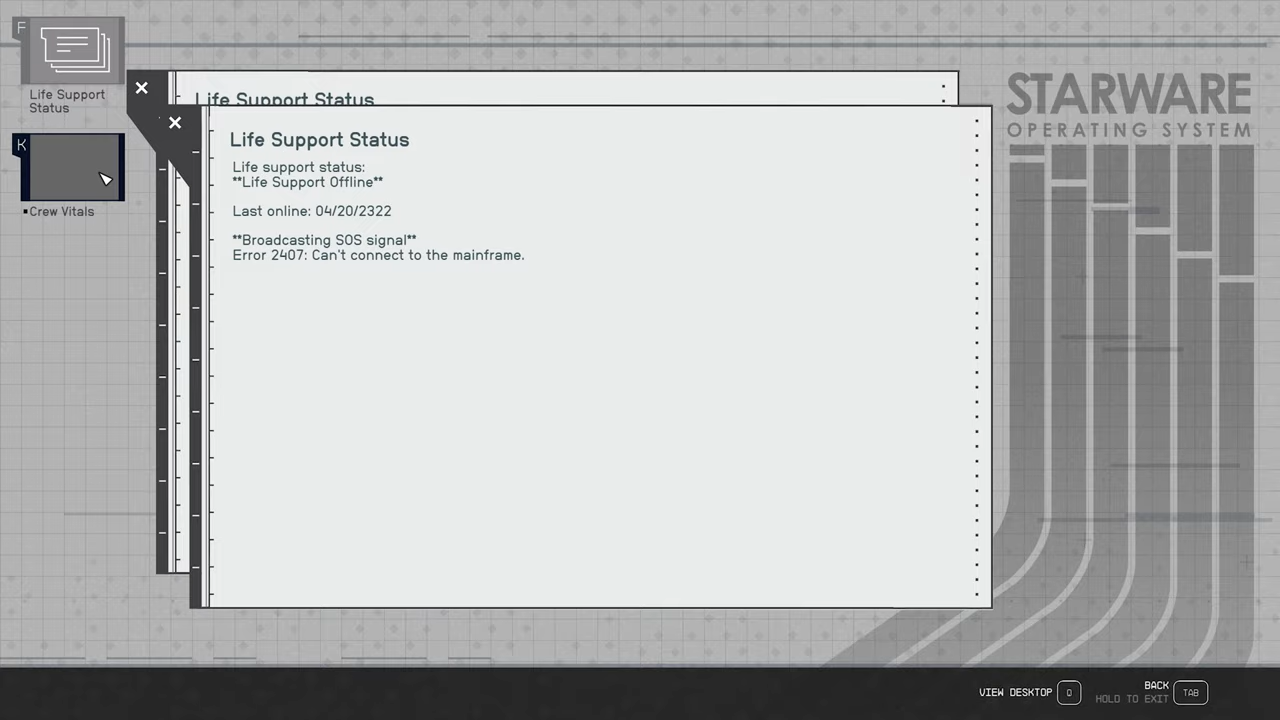 F
Life Support
Status
K
Crew Vitals
Life Support Status
Life Support Status
Life support status:
**Life Support Offline**
Last online: 04/20/2322
**Broadcasting SOS signal**
Error 2407: Can't connect to the mainframe.
STARWARE
OPERATING SYSTEM
VIEW DESKTOP Q
BACK
HOLD TO EXIT TAB